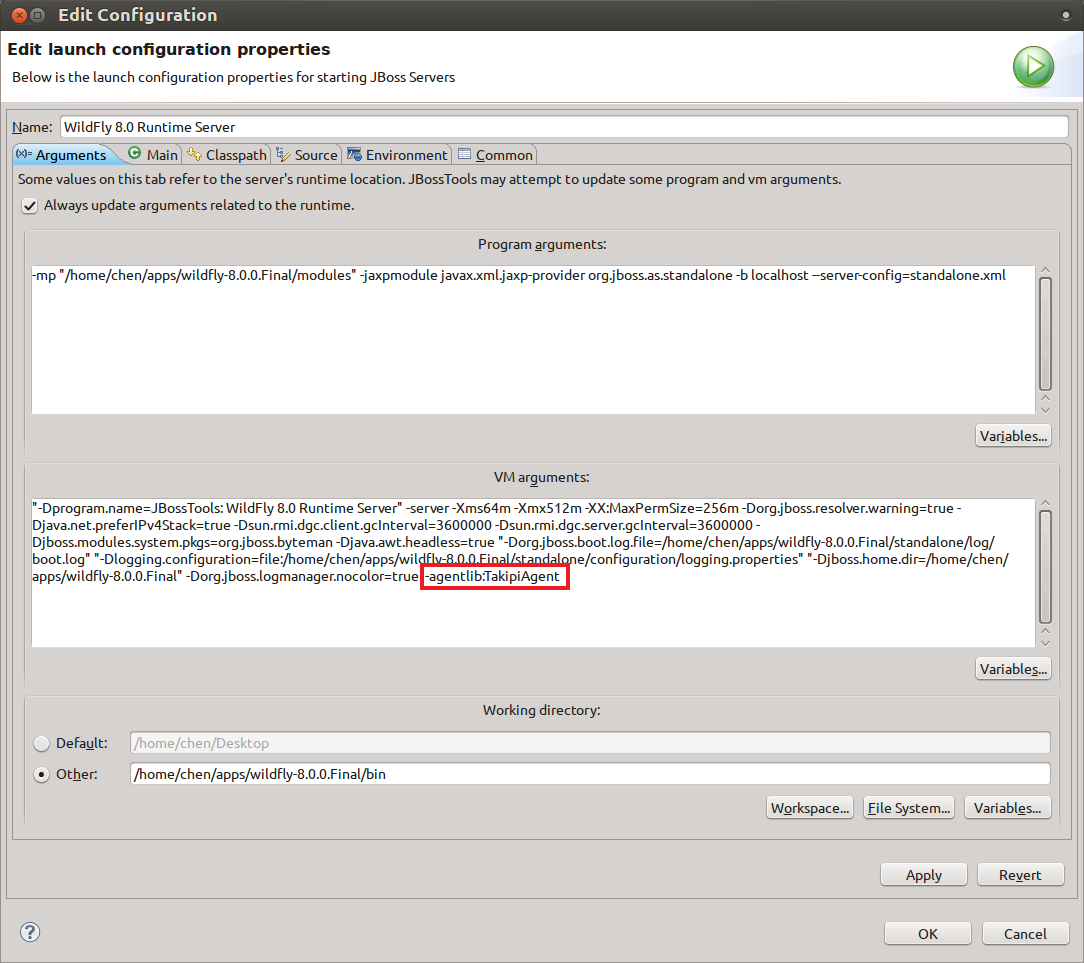 Edit Configuration
Edit launch configuration properties
Below is the launch configuration properties for starting JBoss Servers
Name: WildFly 8.0 Runtime Server
(x)= Arguments Main Classpath Source Environment Common
Some values on this tab refer to the server's runtime location. JBossTools may attempt to update some program and vm arguments.
Always update arguments related to the runtime.
Program arguments:
-mp "/home/chen/apps/wildfly-8.0.0.Final/modules" -jaxpmodule javax.xml.jaxp-provider org.jboss.as.standalone -b localhost --server-config=standalone.xml
Variables...
VM arguments:
"-Dprogram.name=JBossTools: WildFly 8.0 Runtime Server" -server -Xms64m -Xmx512m -XX:MaxPermSize=256m -Dorg.jboss.resolver.warning=true -
Djava.net.preferIPv4Stack=true -Dsun.rmi.dgc.client.gcInterval=3600000 -Dsun.rmi.dgc.server.gcInterval=3600000 -
Djboss.modules.system.pkgs=org.jboss.byteman -Djava.awt.headless=true "-Dorg.jboss.boot.log.file=/home/chen/apps/wildfly-8.0.0.Final/standalone/log/
boot.log" "-Dlogging.configuration=file:/home/chen/apps/wildfly-8.0.0.Final/standalone/configuration/logging.properties" "-Djboss.home.dir=/home/chen/
apps/wildfly-8.0.0.Final" -Dorg.jboss.logmanager.nocolor=true -agentlib:TakipiAgent
Variables...
Working directory:
Default: /home/chen/Desktop
Other: /home/chen/apps/wildfly-8.0.0.Final/bin
Workspace... File System... Variables...
Apply Revert
? OK Cancel